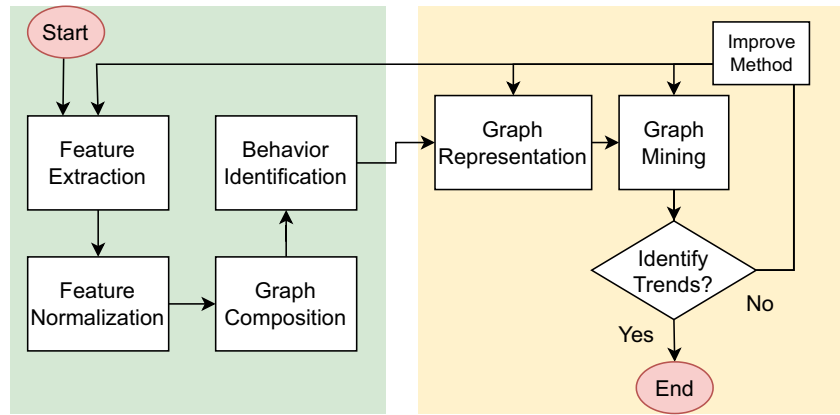 Start
Improve
Method
Feature
Extraction
Behavior
Identification
Graph
Representation
Graph
Mining
Feature
Normalization
Graph
Composition
Identify
Trends?
No
Yes
End